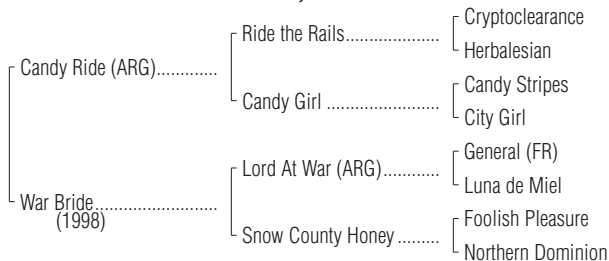 Cryptoclearance
Ride the Rails....................
Herbalesian
Candy Ride (ARG).............
Candy Stripes
Candy Girl ........................
City Girl
General (FR)
Lord At War (ARG)............
Luna de Miel
War Bride..........................
(1998)
Foolish Pleasure
Snow County Honey .........
Northern Dominion